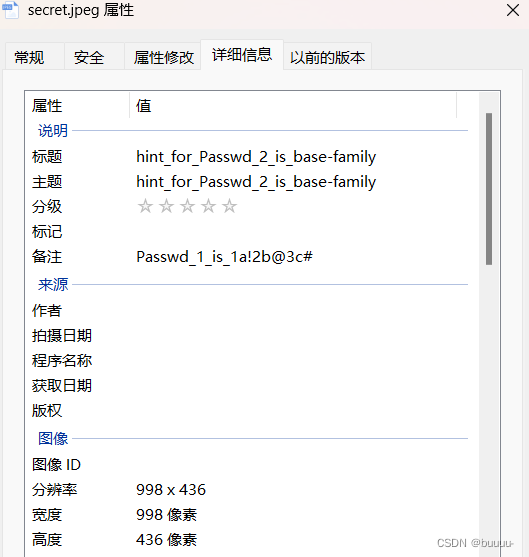 secret.jpeg 属性
常规 安全 属性修改 详细信息 以前的版本
属性 值
说明
标题 hint_for_Passwd_2_is_base-family
主题 hint_for_Passwd_2_is_base-family
分级 ☆☆☆☆☆
标记
备注 Passwd_1_is_1a!2b@3c#
来源
作者
拍摄日期
程序名称
获取日期
版权
图像
图像 ID
分辨率 998 x 436
宽度 998 像素
高度 436 像素
CSDN @buuuu-